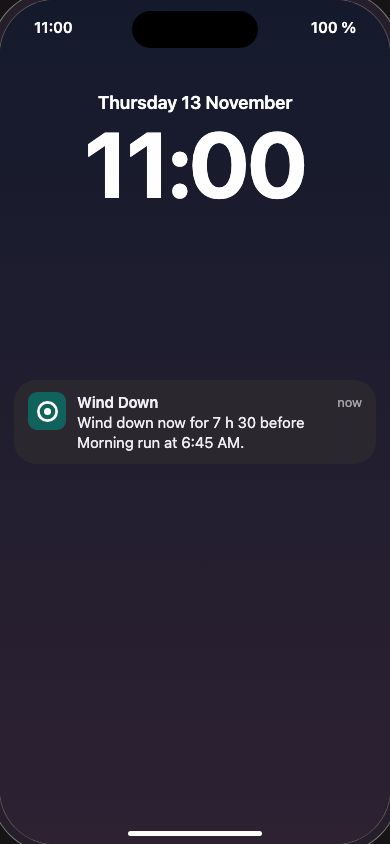 11:00
100 %
Thursday 13 November
11:00
Wind Down
now
Wind down now for 7 h 30 before
Morning run at 6:45 AM.